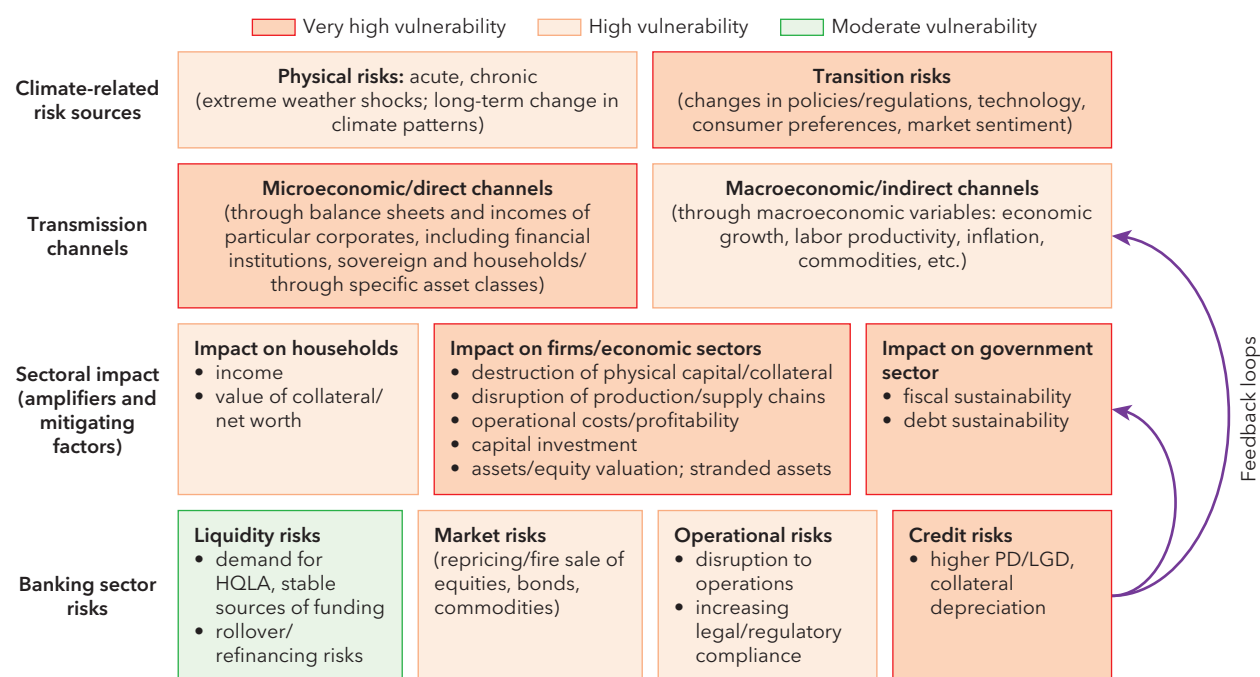 Very high vulnerability
High vulnerability
Moderate vulnerability
Climate-related
risk sources
Physical risks: acute, chronic
(extreme weather shocks; long-term change in
climate patterns)
Transition risks
(changes in policies/regulations, technology,
consumer preferences, market sentiment)
Transmission
channels
Microeconomic/direct channels
(through balance sheets and incomes of
particular corporates, including financial
institutions, sovereign and households/
through specific asset classes)
Macroeconomic/indirect channels
(through macroeconomic variables: economic
growth, labor productivity, inflation,
commodities, etc.)
Sectoral impact
(amplifiers and
mitigating
factors)
Impact on households
• income
• value of collateral/
net worth
Impact on firms/economic sectors
• destruction of physical capital/collateral
• disruption of production/supply chains
• operational costs/profitability
• capital investment
• assets/equity valuation; stranded assets
Impact on government
sector
• fiscal sustainability
• debt sustainability
Feedback loops
Banking sector
risks
Liquidity risks
• demand for
HQLA, stable
sources of funding
• rollover/
refinancing risks
Market risks
(repricing/fire sale of
equities, bonds,
commodities)
Operational risks
• disruption to
operations
• increasing
legal/regulatory
compliance
Credit risks
• higher PD/LGD,
collateral
depreciation